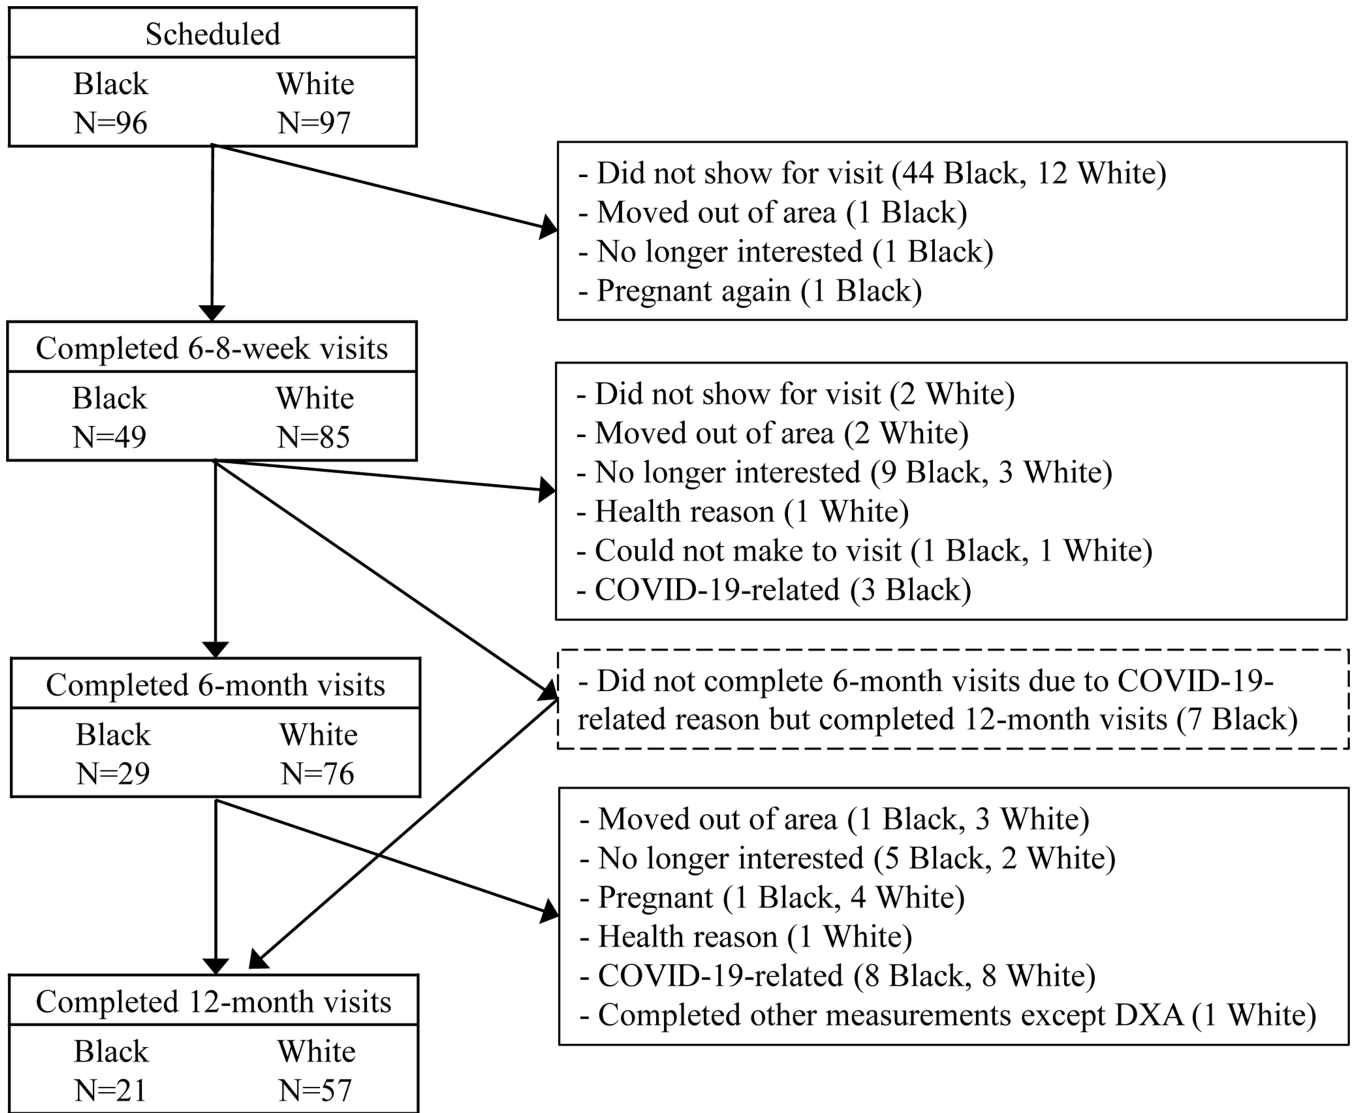 Scheduled
Black White
N=96 N=97
- Did not show for visit (44 Black, 12 White)
- Moved out of area (1 Black)
- No longer interested (1 Black)
- Pregnant again (1 Black)
Completed 6-8-week visits
Black White
N=49 N=85
- Did not show for visit (2 White)
- Moved out of area (2 White)
- No longer interested (9 Black, 3 White)
- Health reason (1 White)
- Could not make to visit (1 Black, 1 White)
- COVID-19-related (3 Black)
- Did not complete 6-month visits due to COVID-19-
related reason but completed 12-month visits (7 Black)
Completed 6-month visits
Black White
N=29 N=76
- Moved out of area (1 Black, 3 White)
- No longer interested (5 Black, 2 White)
- Pregnant (1 Black, 4 White)
- Health reason (1 White)
- COVID-19-related (8 Black, 8 White)
- Completed other measurements except DXA (1 White)
Completed 12-month visits
Black White
N=21 N=57